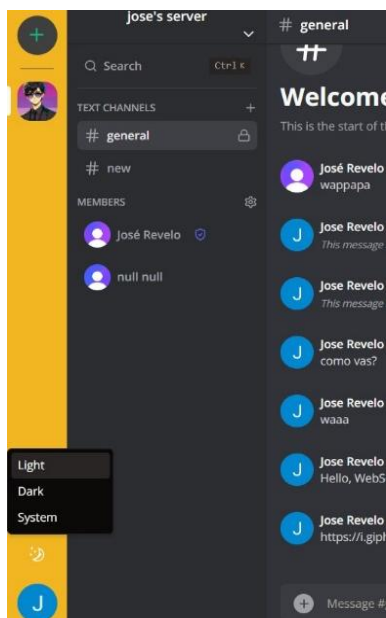 jose's server
Search
Ctrl K
TEXT CHANNELS
# general
# new
MEMBERS
José Revelo
null null
Light
Dark
System
J
# general
#
Welcome
This is the start of
José Revelo
wappapa
J
Jose Revelo
This message
J
Jose Revelo
This message
J
Jose Revelo
como vas?
J
Jose Revelo
waaa
J
Jose Revelo
Hello, WebS
J
Jose Revelo
https://i.giph
Message #